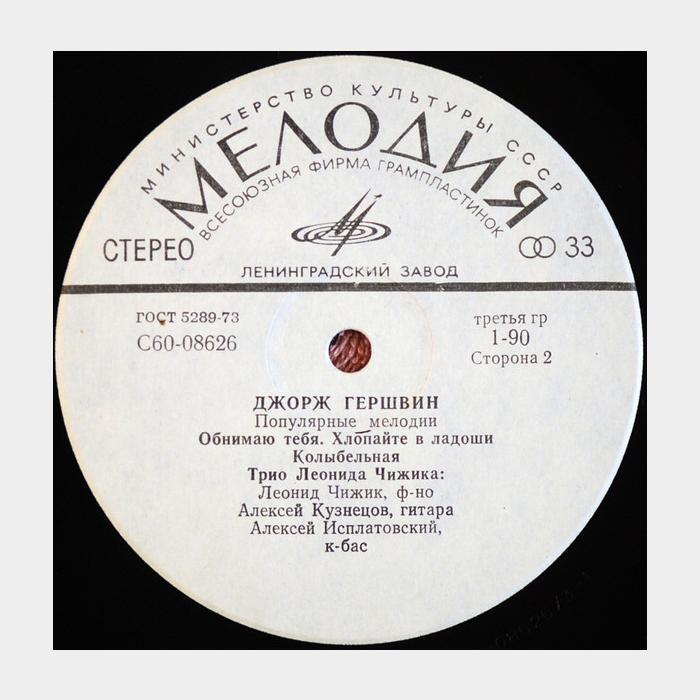 МИНИСТЕРСТВО КУЛЬТУРЫ СССР
МЕЛОДИЯ
ВСЕСОЮЗНАЯ ФИРМА ГРАМПЛАСТИНОК
СТЕРЕО
33
ЛЕНИНГРАДСКИЙ ЗАВОД
ГОСТ 5289-73
третья гр
С60-08626
1-90
Сторона 2
ДЖОРЖ ГЕРШВИН
Популярные мелодии
Обнимаю тебя. Хлопайте в ладоши
Колыбельная
Трио Леонида Чижика:
Леонид Чижик, ф-но
Алексей Кузнецов, гитара
Алексей Исплатовский,
к-бас